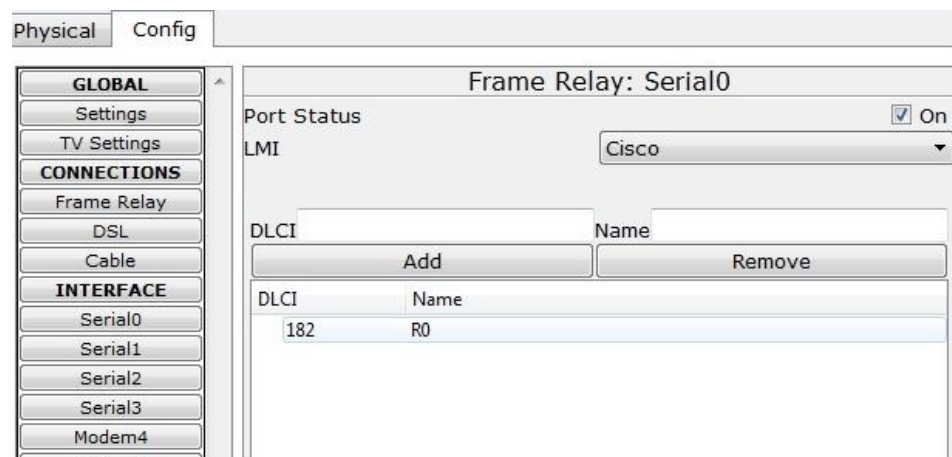 Physical
Config
GLOBAL
Settings
TV Settings
CONNECTIONS
Frame Relay
DSL
Cable
INTERFACE
Serial0
Serial1
Serial2
Serial3
Modem4
Frame Relay: Serial0
Port Status
On
LMI
Cisco
DLCI
Name
Add
Remove
DLCI Name
182 R0